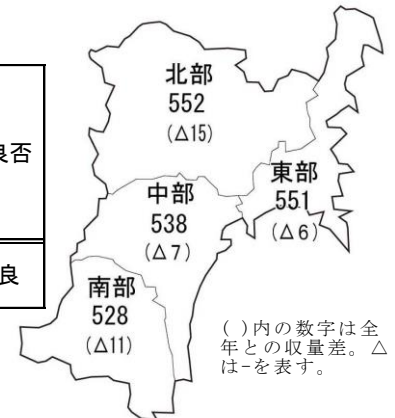 良否
良
北部
552
(△15)
東部
551
(△6)
中部
538
(△7)
南部
528
(△11)
( )内の数字は全
年との収量差。△
は-を表す。